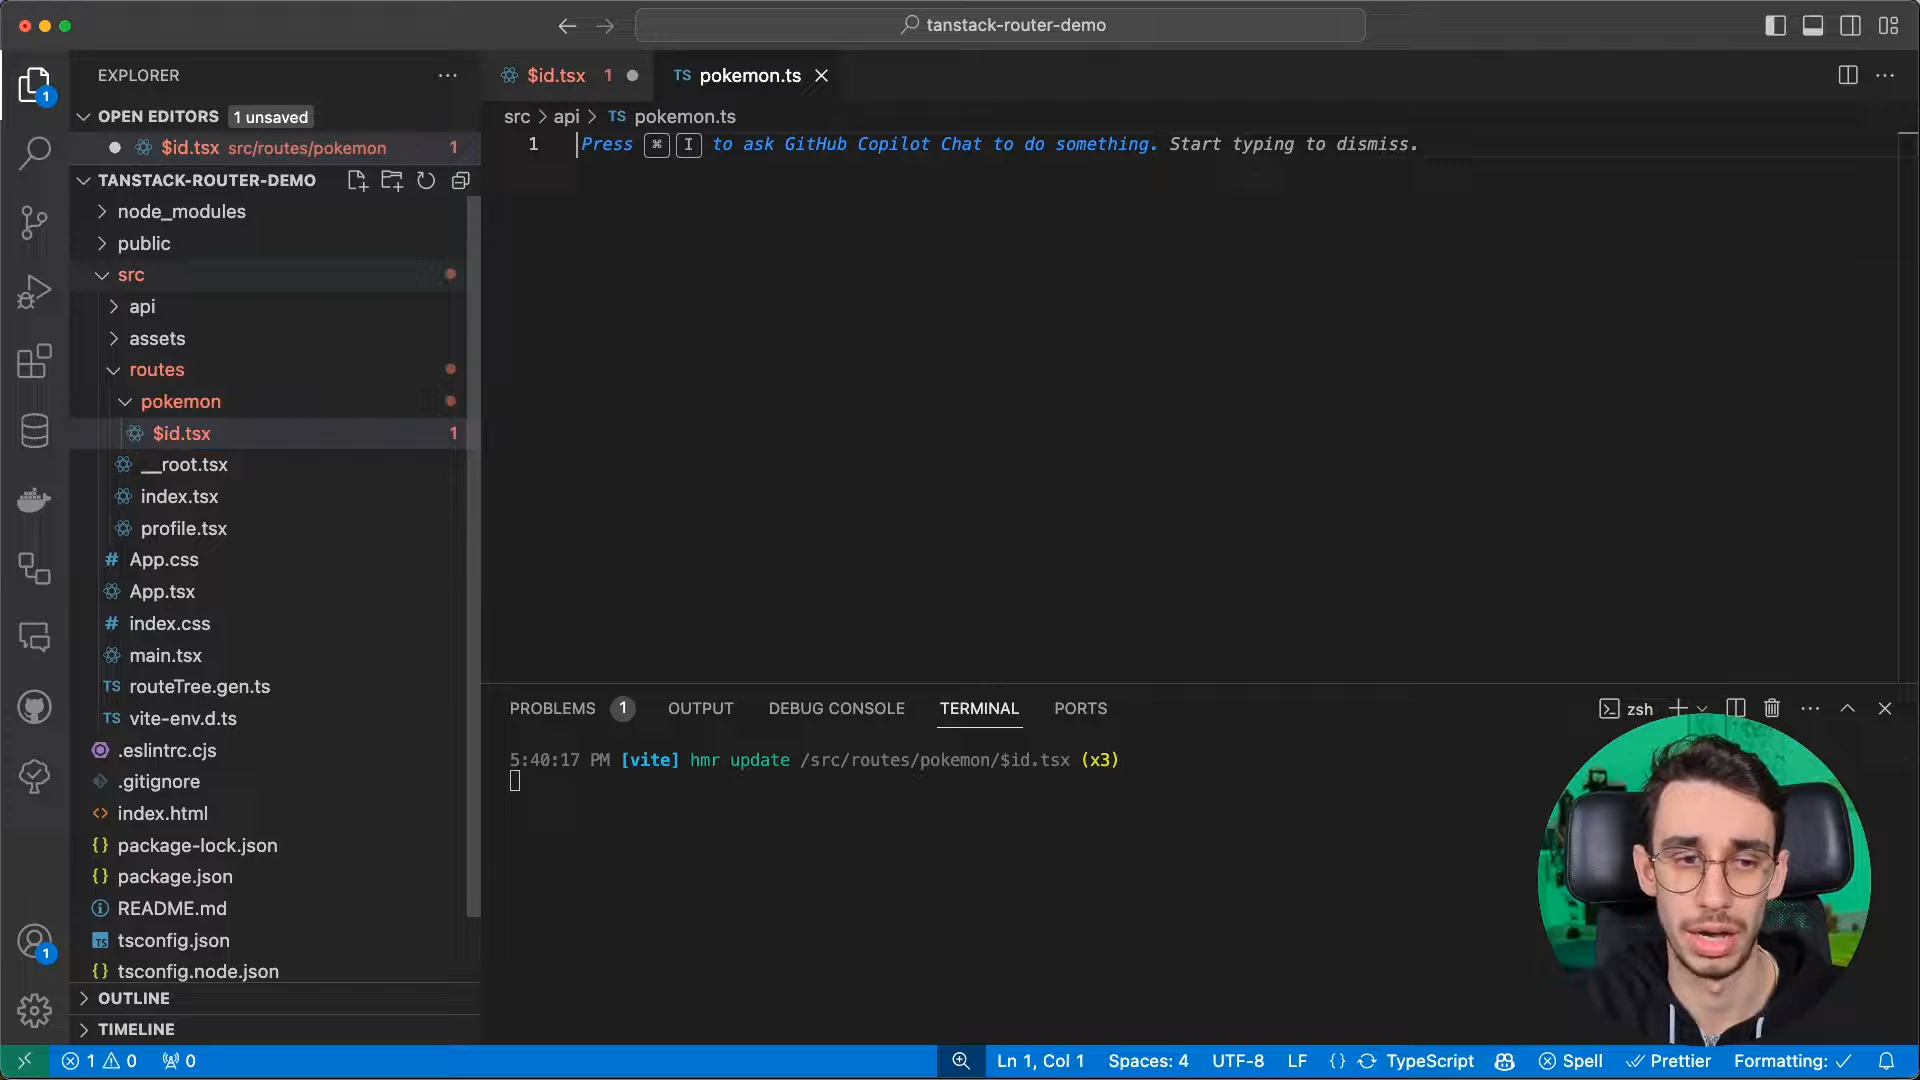 tanstack-router-demo
EXPLORER
OPEN EDITORS 1 unsaved
$id.tsx src/routes/pokemon 1
TANSTACK-ROUTER-DEMO
node_modules
public
src
api
assets
routes
pokemon
$id.tsx 1
__root.tsx
index.tsx
profile.tsx
# App.css
App.tsx
# index.css
main.tsx
TS routeTree.gen.ts
TS vite-env.d.ts
.eslintrc.cjs
.gitignore
<> index.html
{} package-lock.json
{} package.json
README.md
TS tsconfig.json
{} tsconfig.node.json
OUTLINE
TIMELINE
1
1
$id.tsx 1
TS pokemon.ts
src > api > TS pokemon.ts
1 Press ⌘ I to ask GitHub Copilot Chat to do something. Start typing to dismiss.
PROBLEMS 1 OUTPUT DEBUG CONSOLE TERMINAL PORTS
zsh
5:40:17 PM [vite] hmr update /src/routes/pokemon/$id.tsx (x3)
1 0 0
Ln 1, Col 1 Spaces: 4 UTF-8 LF {} TypeScript Spell Prettier Formatting: ✓